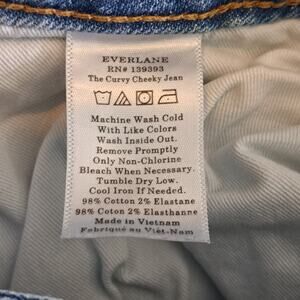 EVERLANE
RN# 139393
The Curvy Cheeky Jean
Machine Wash Cold
With Like Colors
Wash Inside Out.
Remove Promptly
Only Non-Chlorine
Bleach When Necessary.
Tumble Dry Low.
Cool Iron If Needed.
98% Cotton 2% Elastane
98% Coton 2% Elasthanne
Made in Vietnam
Fabriqué au Viêt-Nam